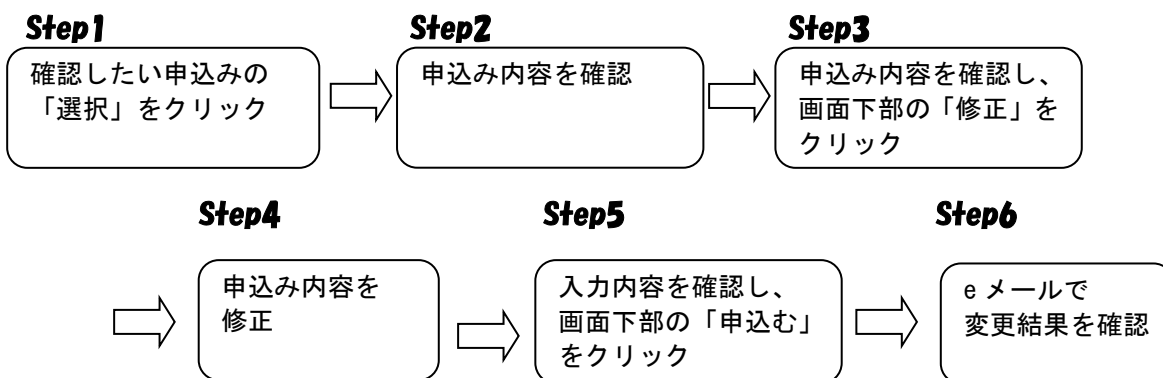 Step1
確認したい申込みの
「選択」をクリック
Step2
申込み内容を確認
Step3
申込み内容を確認し、
画面下部の「修正」を
クリック
Step4
申込み内容を
修正
Step5
入力内容を確認し、
画面下部の「申込む」
をクリック
Step6
eメールで
変更結果を確認